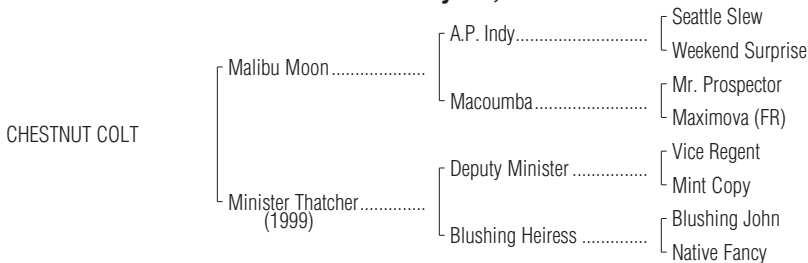 Seattle Slew
A.P. Indy
Weekend Surprise
Malibu Moon
Mr. Prospector
Macoumba
Maximova (FR)
CHESTNUT COLT
Vice Regent
Deputy Minister
Mint Copy
Minister Thatcher
(1999)
Blushing John
Blushing Heiress
Native Fancy